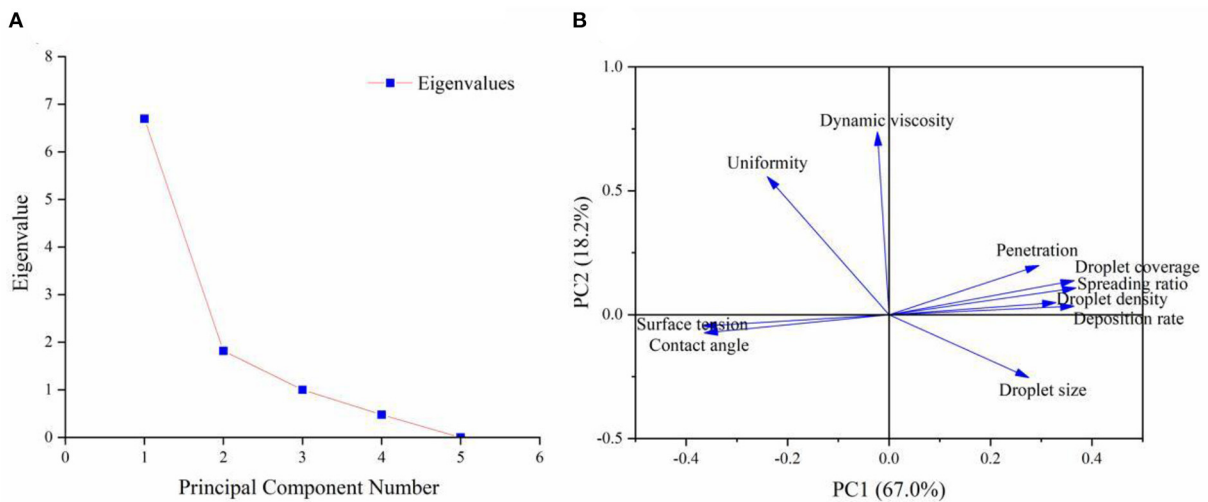 A
B
8
7
6
5
4
3
2
1
0
Eigenvalue
Eigenvalues
0 1 2 3 4 5 6
Principal Component Number
1.0
0.5
0.0
-0.5
PC2 (18.2%)
Dynamic viscosity
Uniformity
Penetration
Droplet coverage
Spreading ratio
Droplet density
Deposition rate
Surface tension
Contact angle
Droplet size
-0.4 -0.2 0.0 0.2 0.4
PC1 (67.0%)